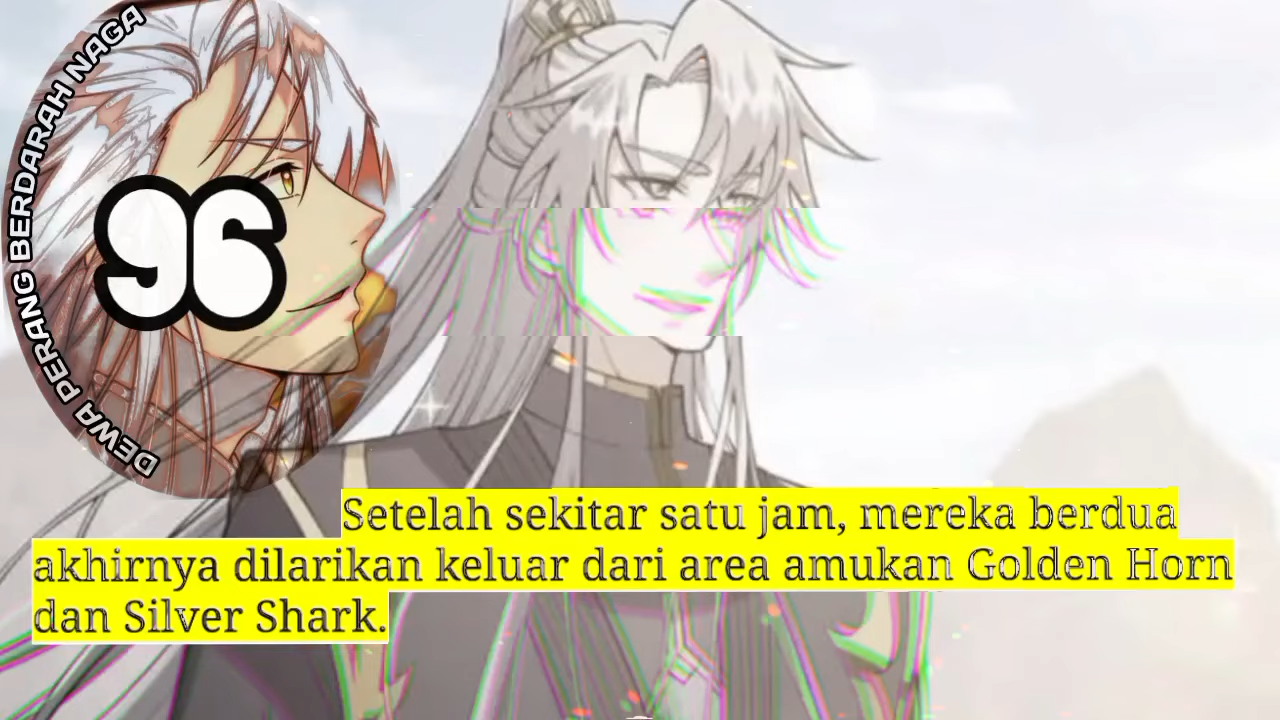 DEWA PERANG BERDARAH NAGA
96
Setelah sekitar satu jam, mereka berdua
akhirnya dilarikan keluar dari area amukan Golden Horn
dan Silver Shark.